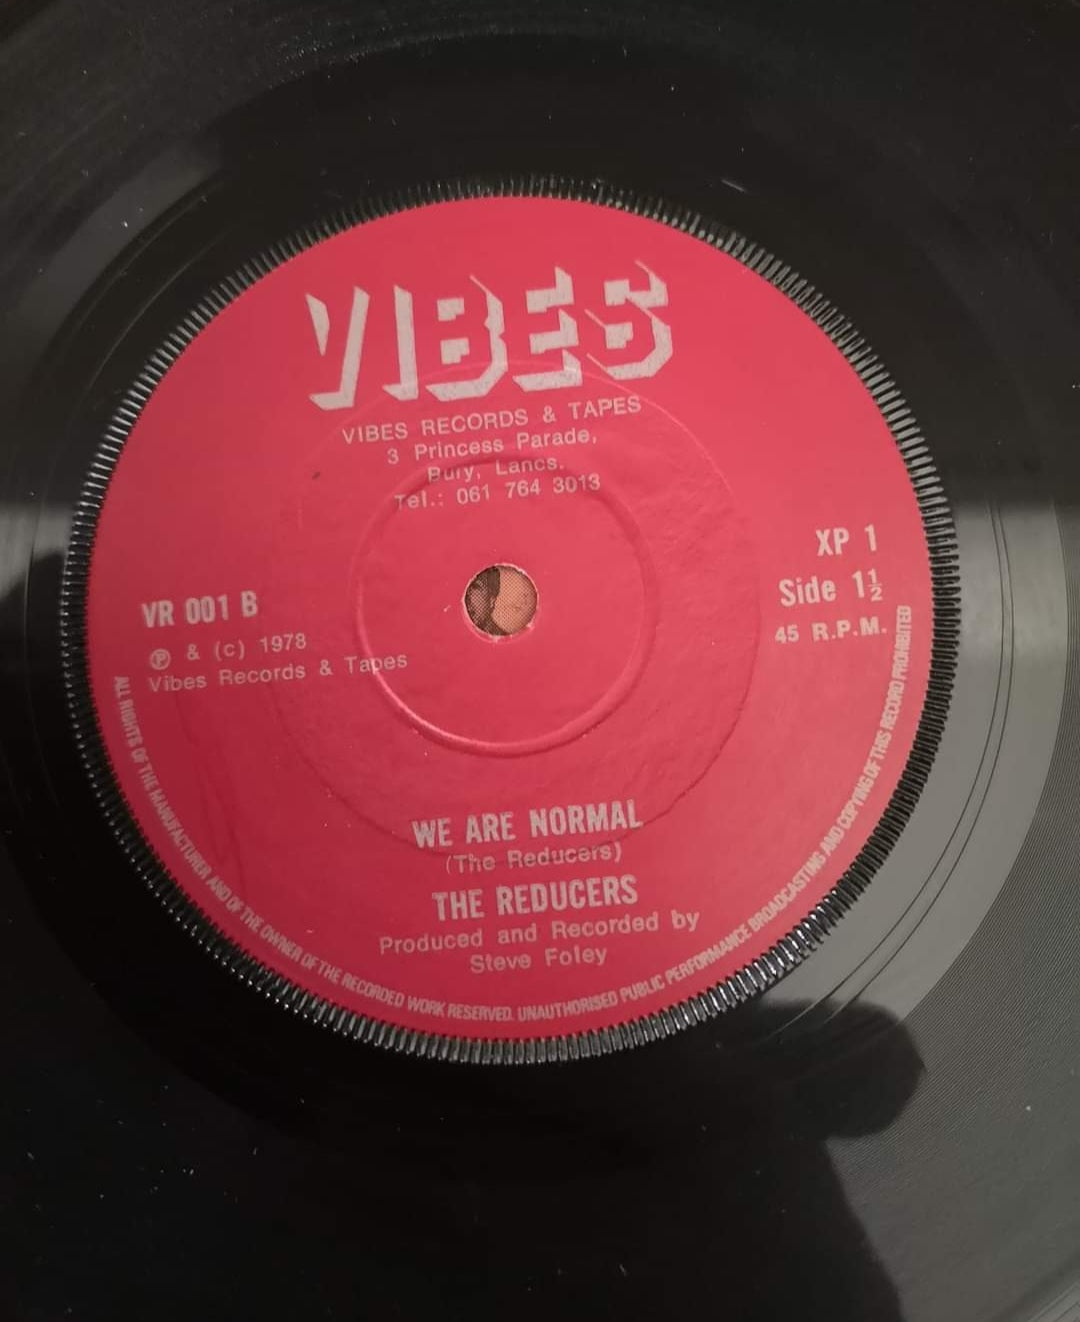 VIBES
VIBES RECORDS & TAPES
3 Princess Parade,
Bury, Lancs.
Tel.: 061 764 3013
XP 1
Side 1½
45 R.P.M.
VR 001 B
Ⓟ & (c) 1978
Vibes Records & Tapes
WE ARE NORMAL
(The Reducers)
THE REDUCERS
Produced and Recorded by
Steve Foley
ALL RIGHTS OF THE MANUFACTURER AND OF THE OWNER OF THE RECORDED WORK RESERVED. UNAUTHORISED PUBLIC PERFORMANCE BROADCASTING AND COPYING OF THIS RECORD PROHIBITED